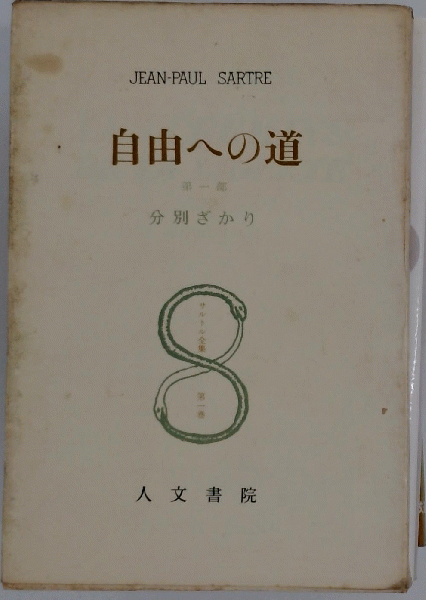 JEAN-PAUL SARTRE
自由への道
第一部
分別ざかり
サルトル全集
第一巻
人文書院